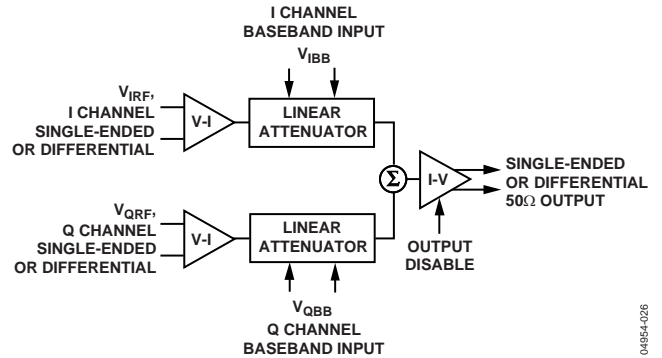 I CHANNEL
BASEBAND INPUT
VIBB
VIRF,
I CHANNEL
SINGLE-ENDED
OR DIFFERENTIAL
V-I
LINEAR
ATTENUATOR
Σ
I-V
SINGLE-ENDED
OR DIFFERENTIAL
50Ω OUTPUT
VQRF,
Q CHANNEL
SINGLE-ENDED
OR DIFFERENTIAL
V-I
LINEAR
ATTENUATOR
OUTPUT
DISABLE
VQBB
Q CHANNEL
BASEBAND INPUT
04954-026